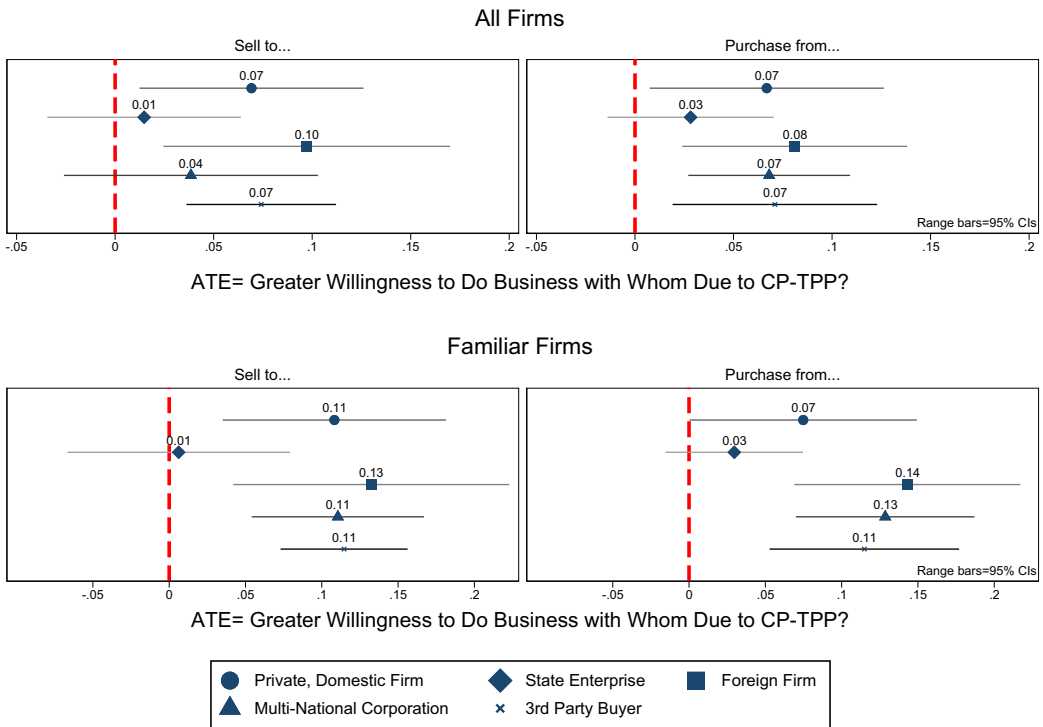 All Firms
Sell to...
Purchase from...
0.07
0.01
0.10
0.04
0.07
0.07
0.03
0.08
0.07
0.07
Range bars=95% CIs
-.05 0 .05 .1 .15 .2
-.05 0 .05 .1 .15 .2
ATE= Greater Willingness to Do Business with Whom Due to CP-TPP?
Familiar Firms
Sell to...
Purchase from...
0.11
0.01
0.13
0.11
0.11
0.07
0.03
0.14
0.13
0.11
Range bars=95% CIs
-.05 0 .05 .1 .15 .2
-.05 0 .05 .1 .15 .2
ATE= Greater Willingness to Do Business with Whom Due to CP-TPP?
Private, Domestic Firm State Enterprise Foreign Firm
Multi-National Corporation 3rd Party Buyer